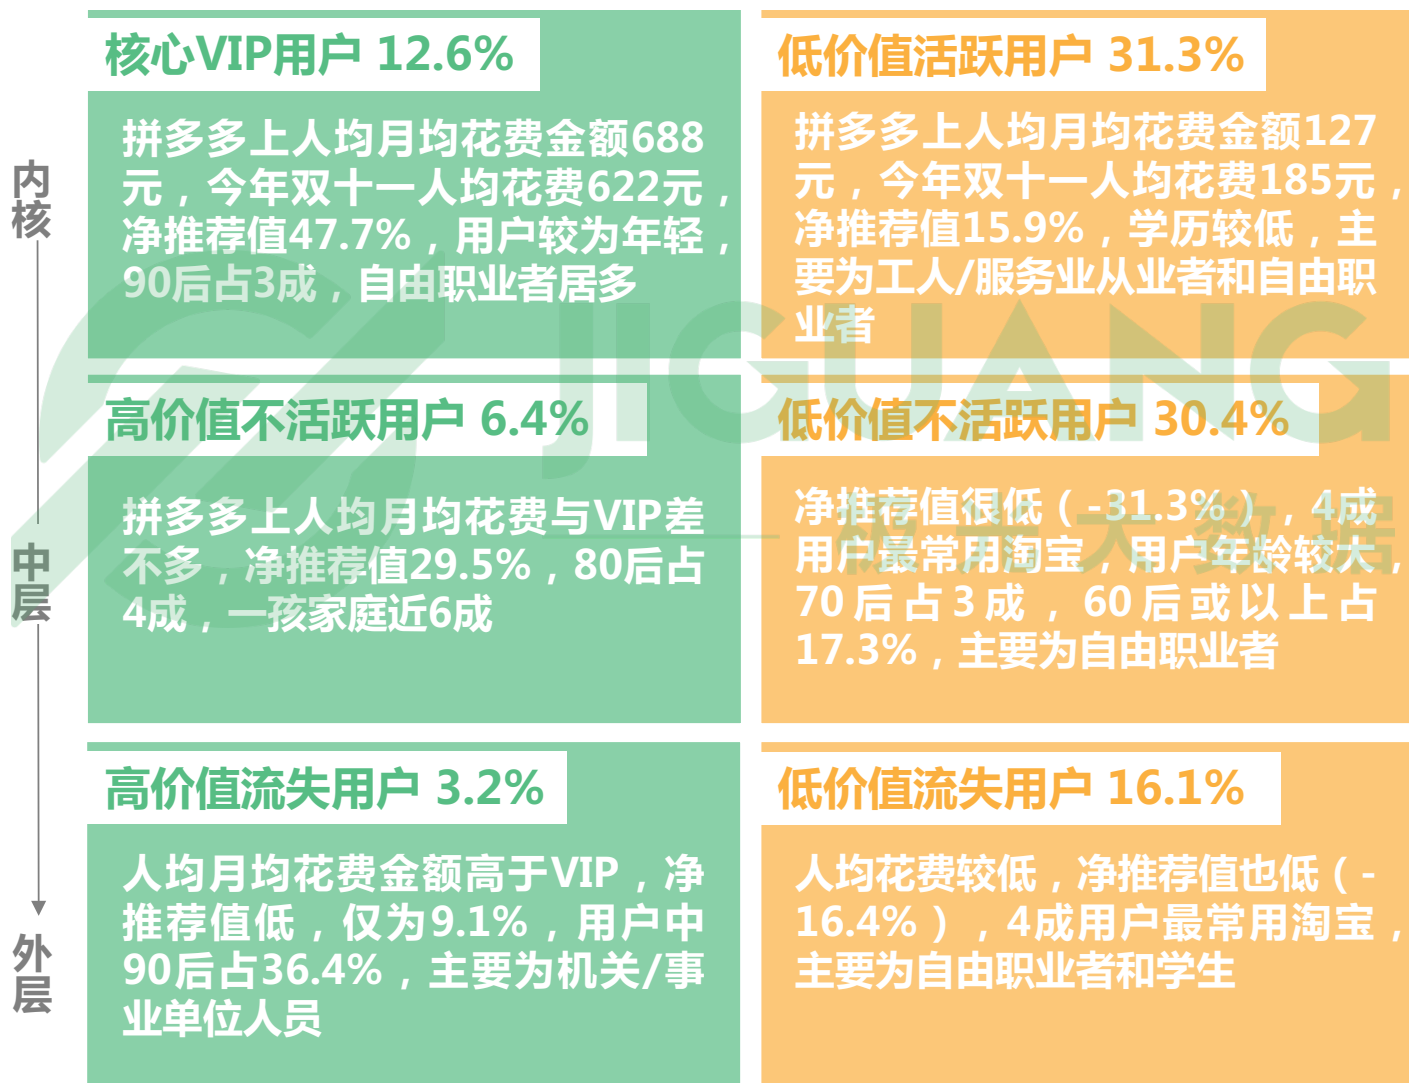 内核
中层
外层
核心VIP用户 12.6%
拼多多上人均月均花费金额688
元，今年双十一人均花费622元，
净推荐值47.7%，用户较为年轻，
90后占3成，自由职业者居多
低价值活跃用户 31.3%
拼多多上人均月均花费金额127
元，今年双十一人均花费185元，
净推荐值15.9%，学历较低，主
要为工人/服务业从业者和自由职
业者
高价值不活跃用户 6.4%
拼多多上人均月均花费与VIP差
不多，净推荐值29.5%，80后占
4成，一孩家庭近6成
低价值不活跃用户 30.4%
净推荐值很低（-31.3%），4成
用户最常用淘宝，用户年龄较大，
70后占3成，60后或以上占
17.3%，主要为自由职业者
高价值流失用户 3.2%
人均月均花费金额高于VIP，净
推荐值低，仅为9.1%，用户中
90后占36.4%，主要为机关/事
业单位人员
低价值流失用户 16.1%
人均花费较低，净推荐值也低（-
16.4%），4成用户最常用淘宝，
主要为自由职业者和学生
JIGUANG
极光大数据